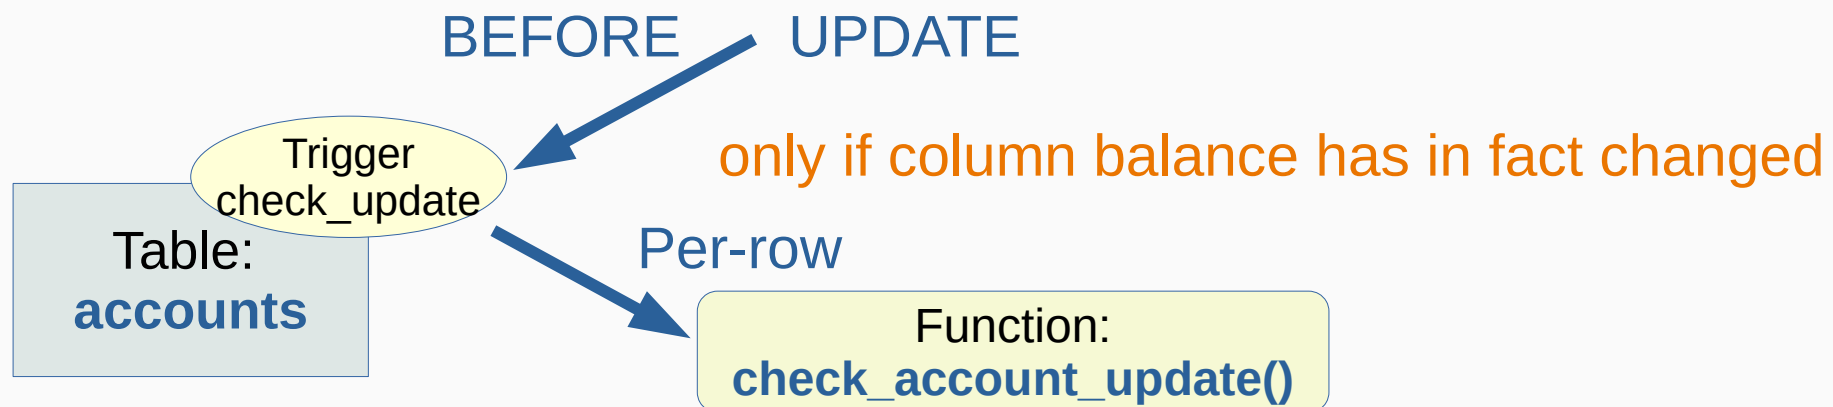 BEFORE UPDATE
Trigger
check_update
only if column balance has in fact changed
Table:
accounts
Per-row
Function:
check_account_update()